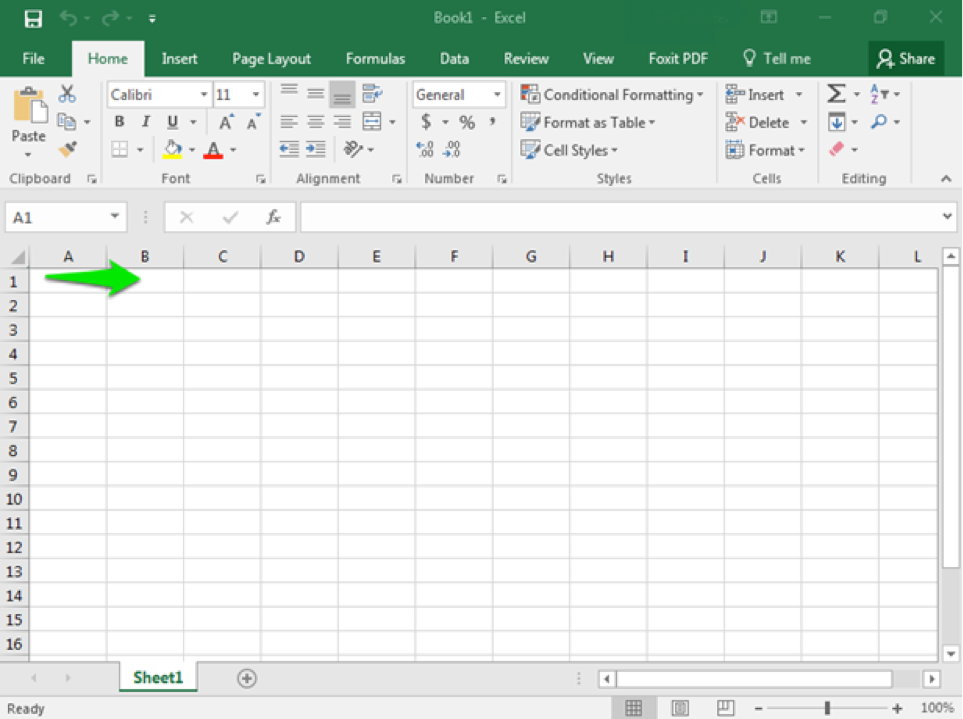 Book1 - Excel
File Home Insert Page Layout Formulas Data Review View Foxit PDF Tell me Share
Calibri 11 General Conditional Formatting Insert
Paste B I U A A $ % , Format as Table Delete
A .00 .00 Cell Styles Format
Clipboard Font Alignment Number Styles Cells Editing
A1 fx
A B C D E F G H I J K L
1
2
3
4
5
6
7
8
9
10
11
12
13
14
15
16
Sheet1
Ready 100%